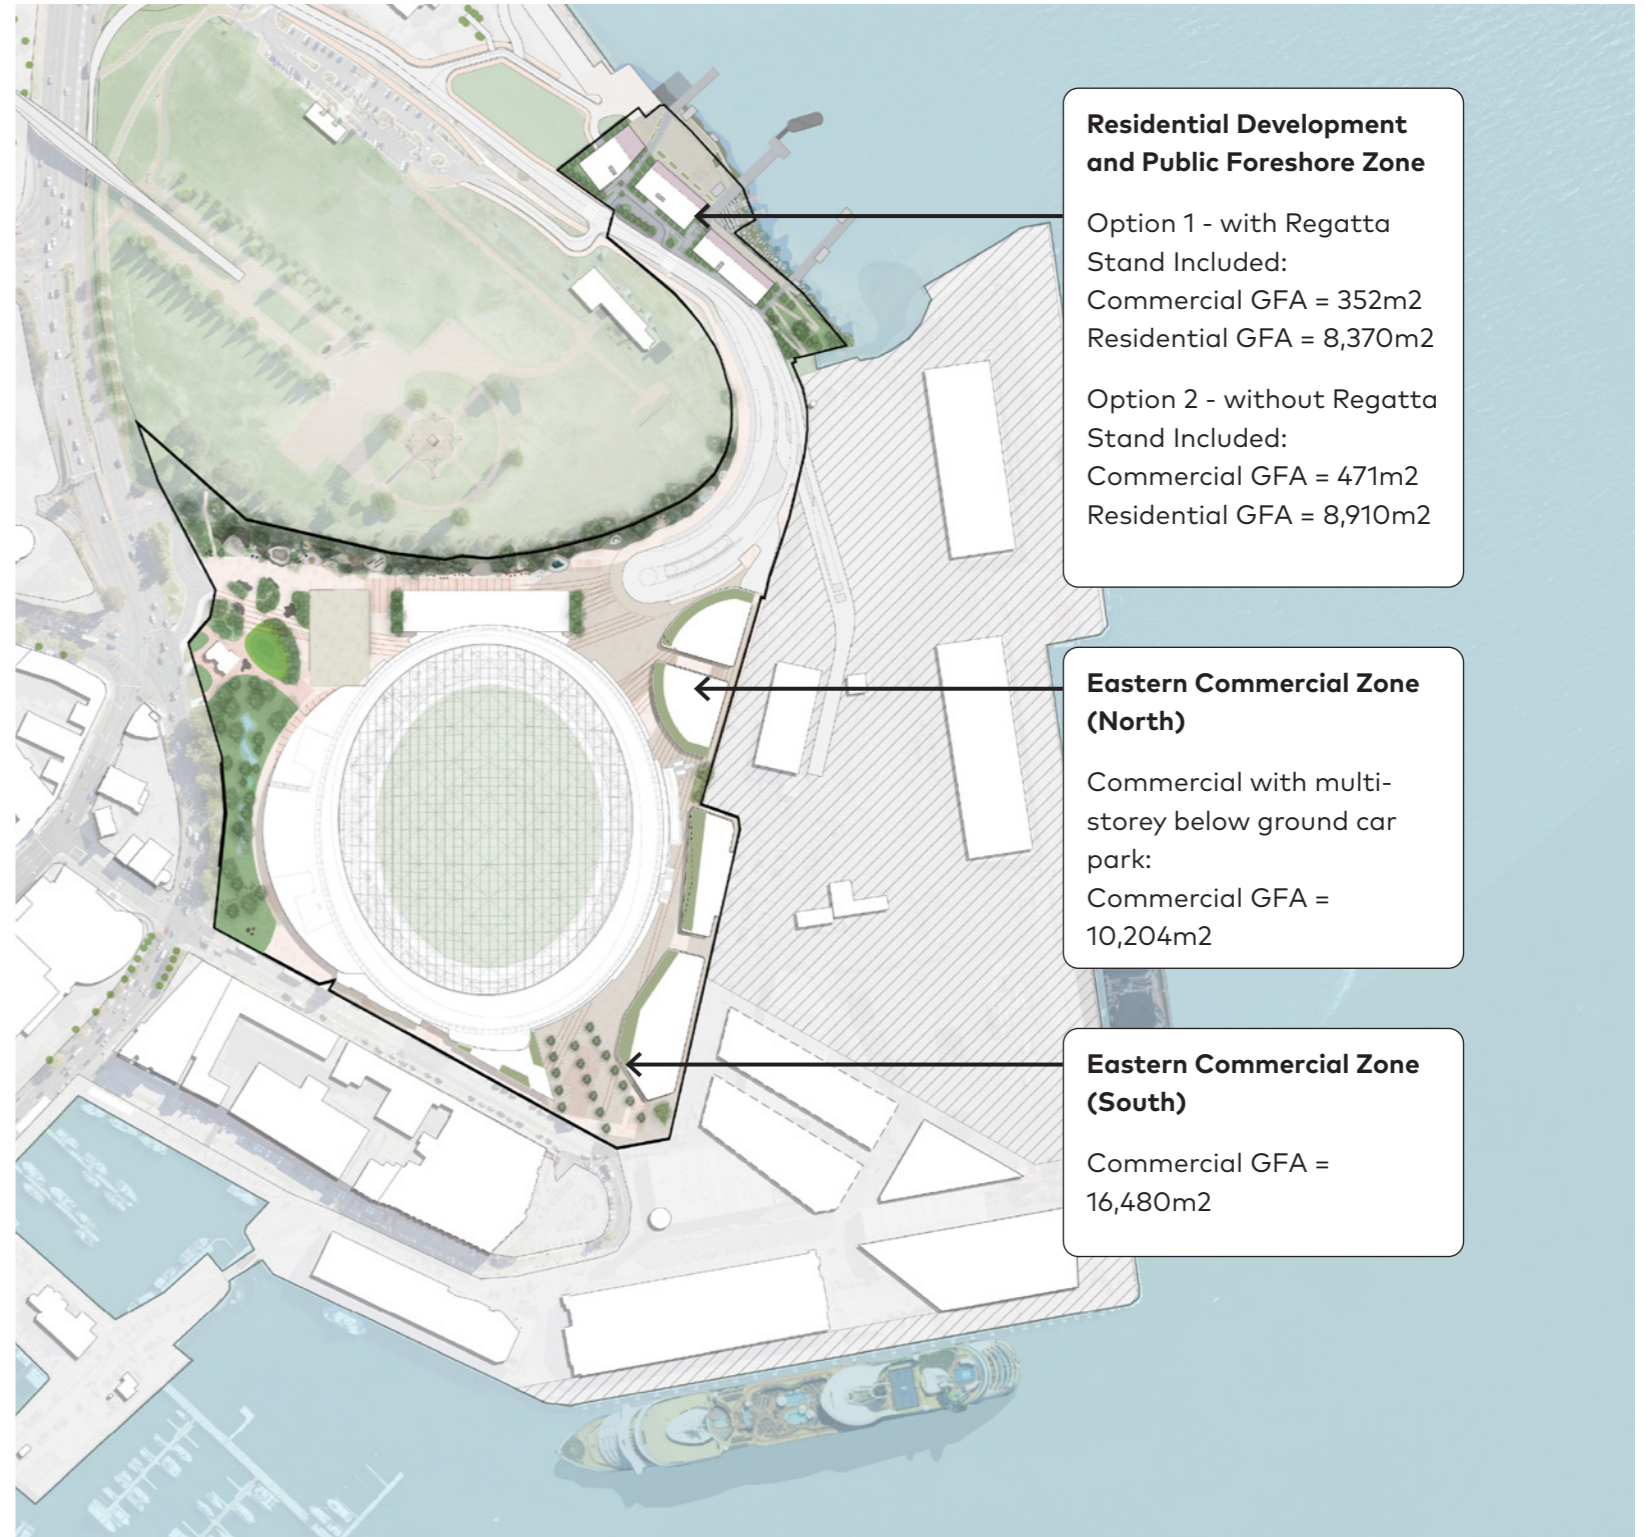 Residential Development
and Public Foreshore Zone
Option 1 - with Regatta
Stand Included:
Commercial GFA = 352m2
Residential GFA = 8,370m2
Option 2 - without Regatta
Stand Included:
Commercial GFA = 471m2
Residential GFA = 8,910m2
Eastern Commercial Zone
(North)
Commercial with multi-
storey below ground car
park:
Commercial GFA =
10,204m2
Eastern Commercial Zone
(South)
Commercial GFA =
16,480m2